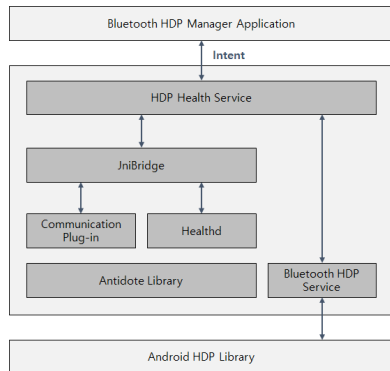 Bluetooth HDP Manager Application
Intent
HDP Health Service
JniBridge
Communication
Plug-in
Healthd
Antidote Library
Bluetooth HDP
Service
Android HDP Library